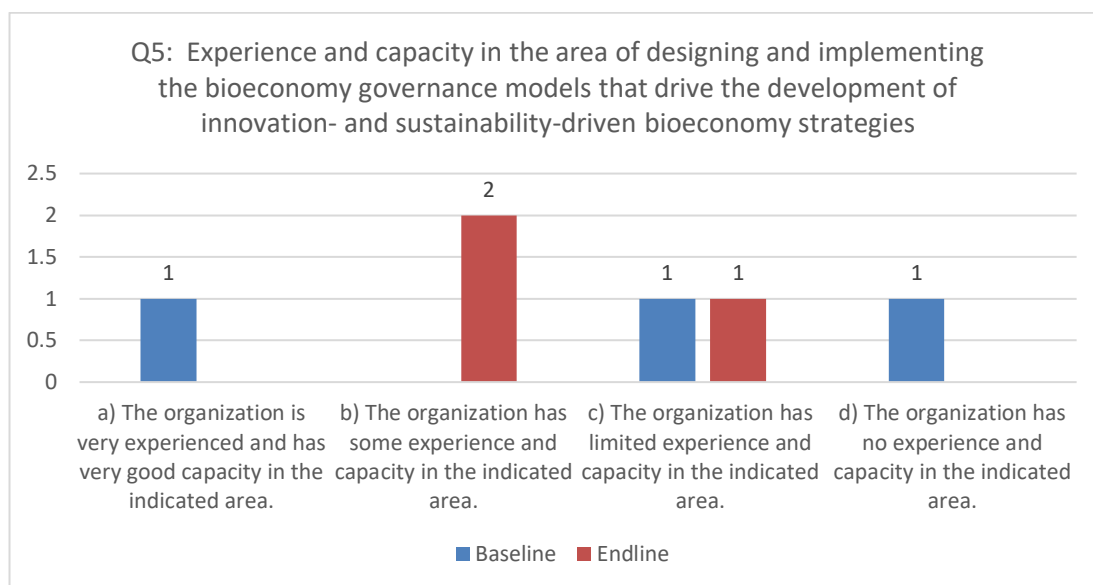 Q5: Experience and capacity in the area of designing and implementing
the bioeconomy governance models that drive the development of
innovation- and sustainability-driven bioeconomy strategies
2.5
2
1.5
1
0.5
0
1
2
1
1
1
a) The organization is
very experienced and has
very good capacity in the
indicated area.
b) The organization has
some experience and
capacity in the indicated
area.
c) The organization has
limited experience and
capacity in the indicated
area.
d) The organization has
no experience and
capacity in the indicated
area.
Baseline
Endline